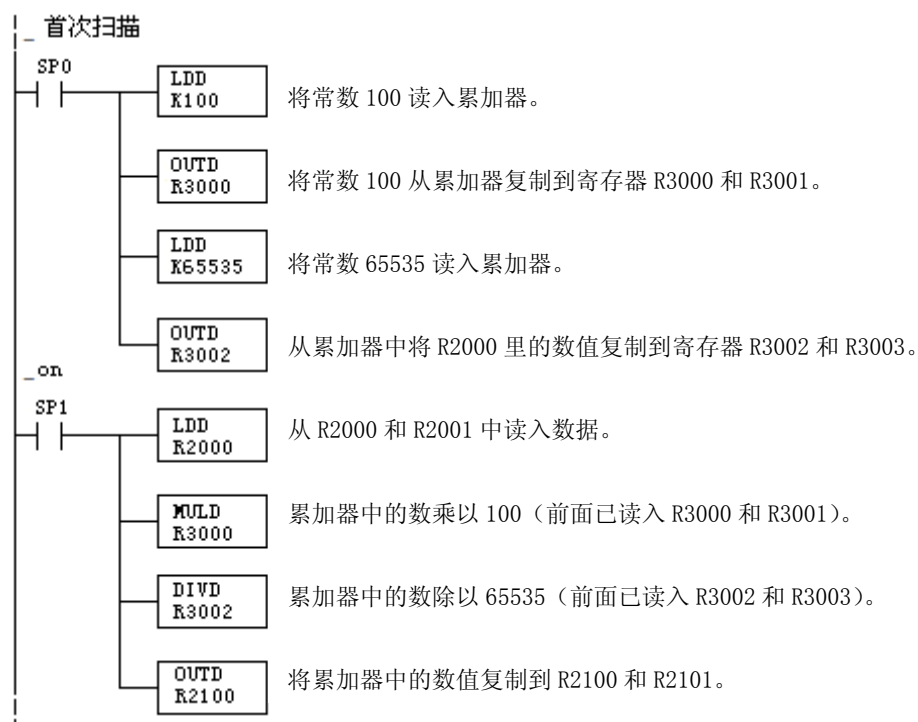 _首次扫描
SP0
LDD
K100
将常数 100 读入累加器。
OUTD
R3000
将常数 100 从累加器复制到寄存器 R3000 和 R3001。
LDD
K65535
将常数 65535 读入累加器。
OUTD
R3002
从累加器中将 R2000 里的数值复制到寄存器 R3002 和 R3003。
_on
SP1
LDD
R2000
从 R2000 和 R2001 中读入数据。
MULD
R3000
累加器中的数乘以 100（前面已读入 R3000 和 R3001）。
DIVD
R3002
累加器中的数除以 65535（前面已读入 R3002 和 R3003）。
OUTD
R2100
将累加器中的数值复制到 R2100 和 R2101。